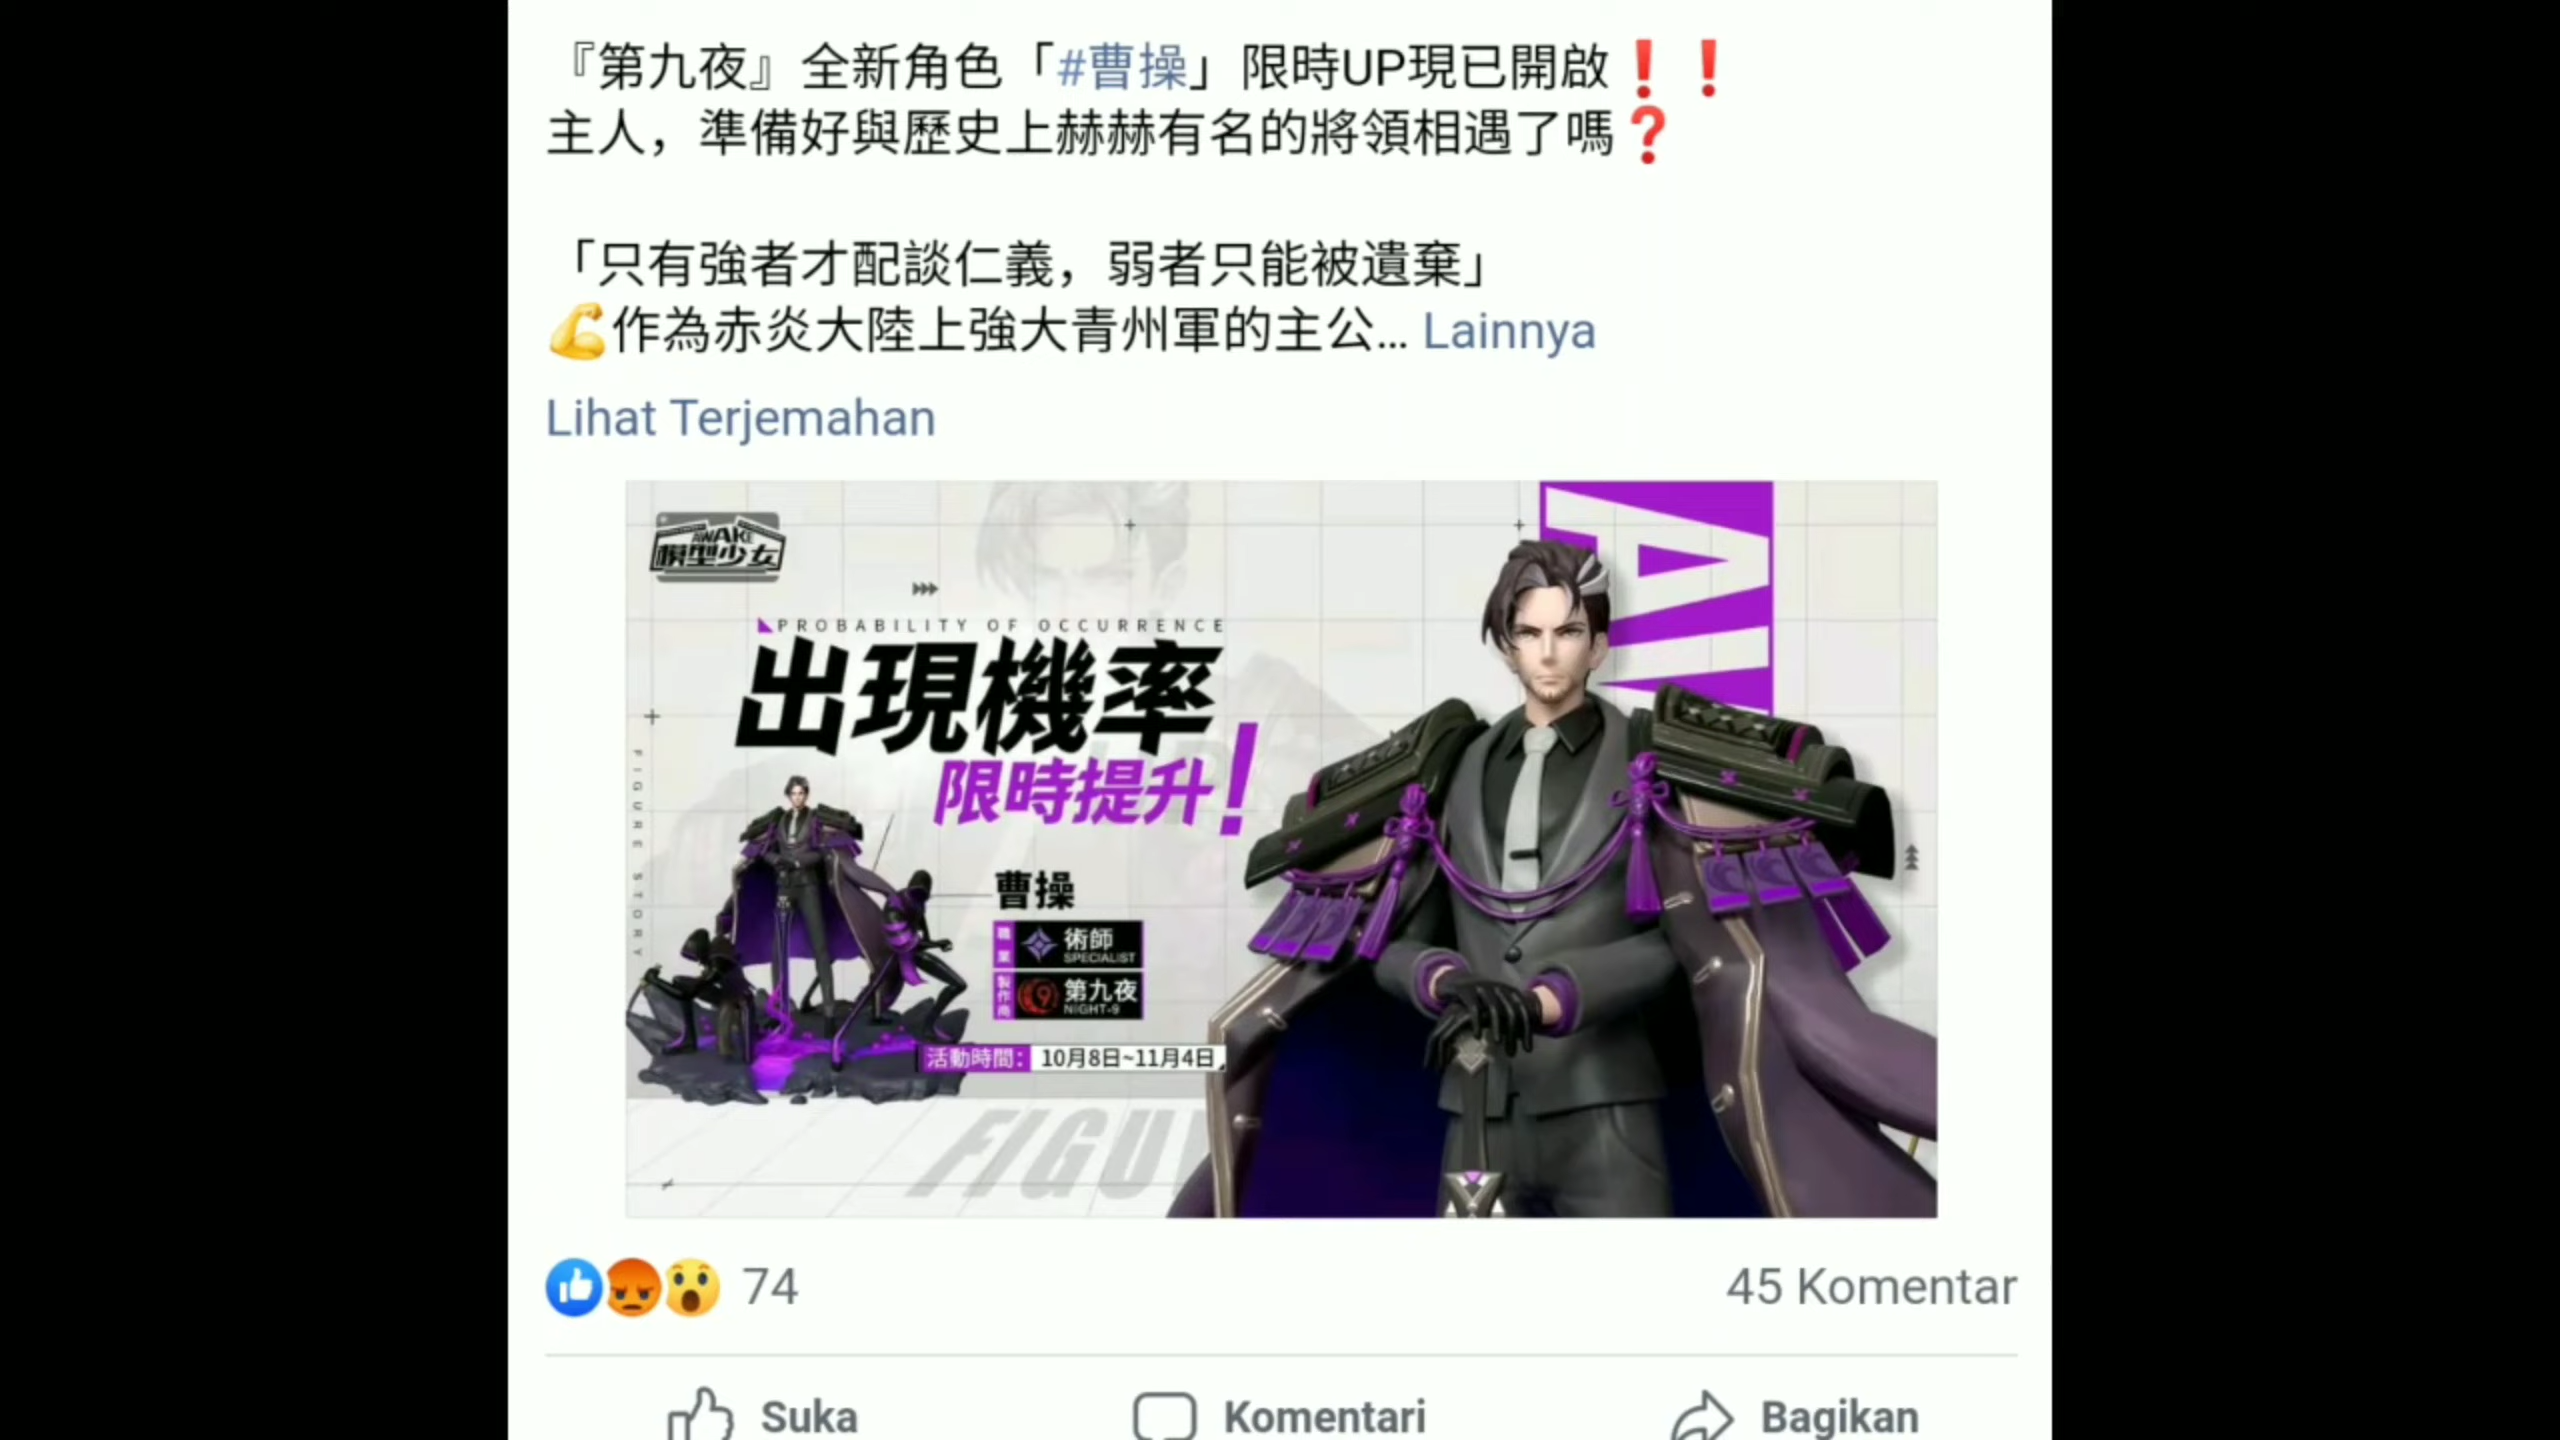 『第九夜』全新角色「#曹操」限時UP現已開啟❗❗
主人，準備好與歷史上赫赫有名的將領相遇了嗎❓
「只有強者才配談仁義，弱者只能被遺棄」
💪作為赤炎大陸上強大青州軍的主公... Lainnya
Lihat Terjemahan
AWAKE
模型少女
PROBABILITY OF OCCURRENCE
出現機率
限時提升!
FIGURE STORY
曹操
職業
術師
SPECIALIST
製作商
第九夜
NIGHT-9
活動時間：10月8日~11月4日
FIGU
74
45 Komentar
Suka
Komentari
Bagikan